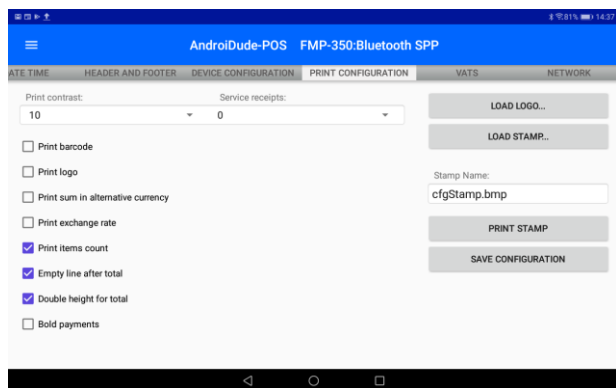 81% 14:37
AndroiDude-POS FMP-350:Bluetooth SPP
ATE TIME HEADER AND FOOTER DEVICE CONFIGURATION PRINT CONFIGURATION VATS NETWORK
Print contrast: Service receipts:
10 0
Print barcode
Print logo
Print sum in alternative currency
Print exchange rate
Print items count
Empty line after total
Double height for total
Bold payments
LOAD LOGO...
LOAD STAMP...
Stamp Name:
cfgStamp.bmp
PRINT STAMP
SAVE CONFIGURATION